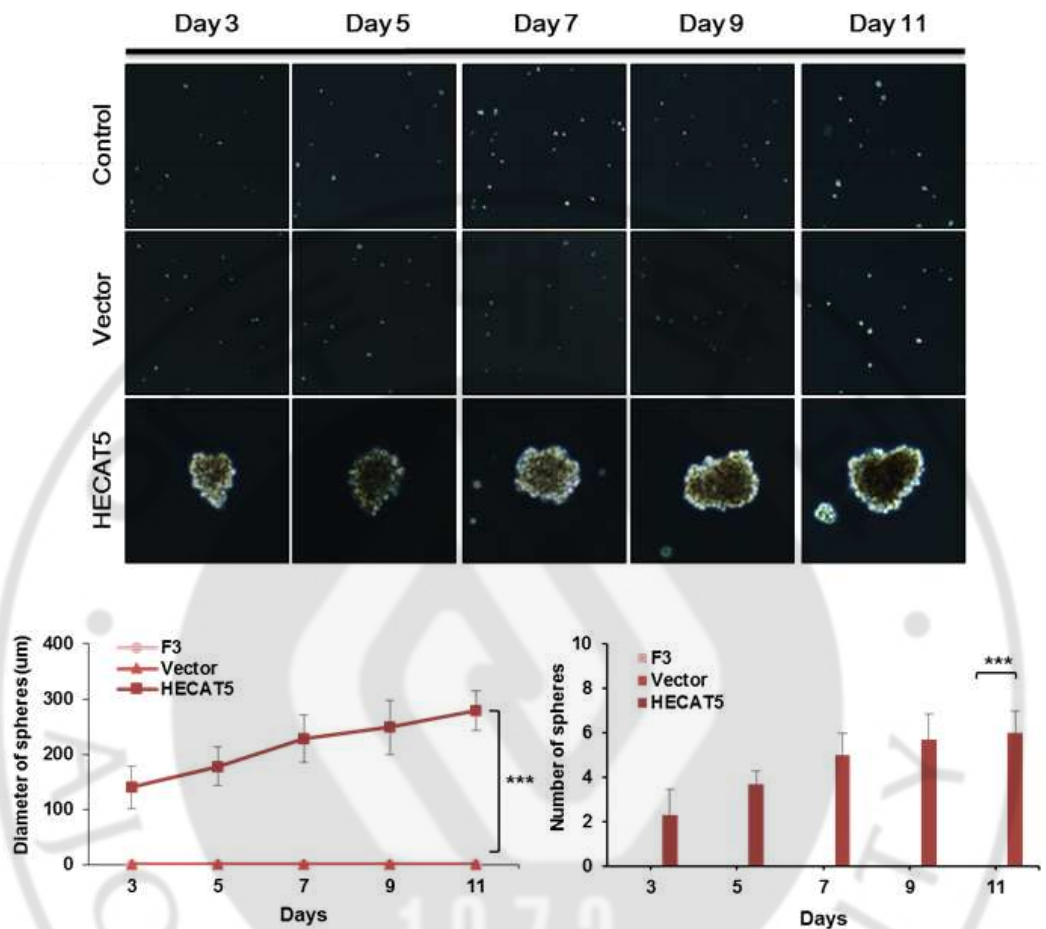 Day 3 Day 5 Day 7 Day 9 Day 11
Control
Vector
HECAT5
Diameter of spheres (um)
400
300
200
100
0
F3
Vector
HECAT5
***
3 5 7 9 11
Days
Number of spheres
10
8
6
4
2
0
F3
Vector
HECAT5
***
3 5 7 9 11
Days
1973